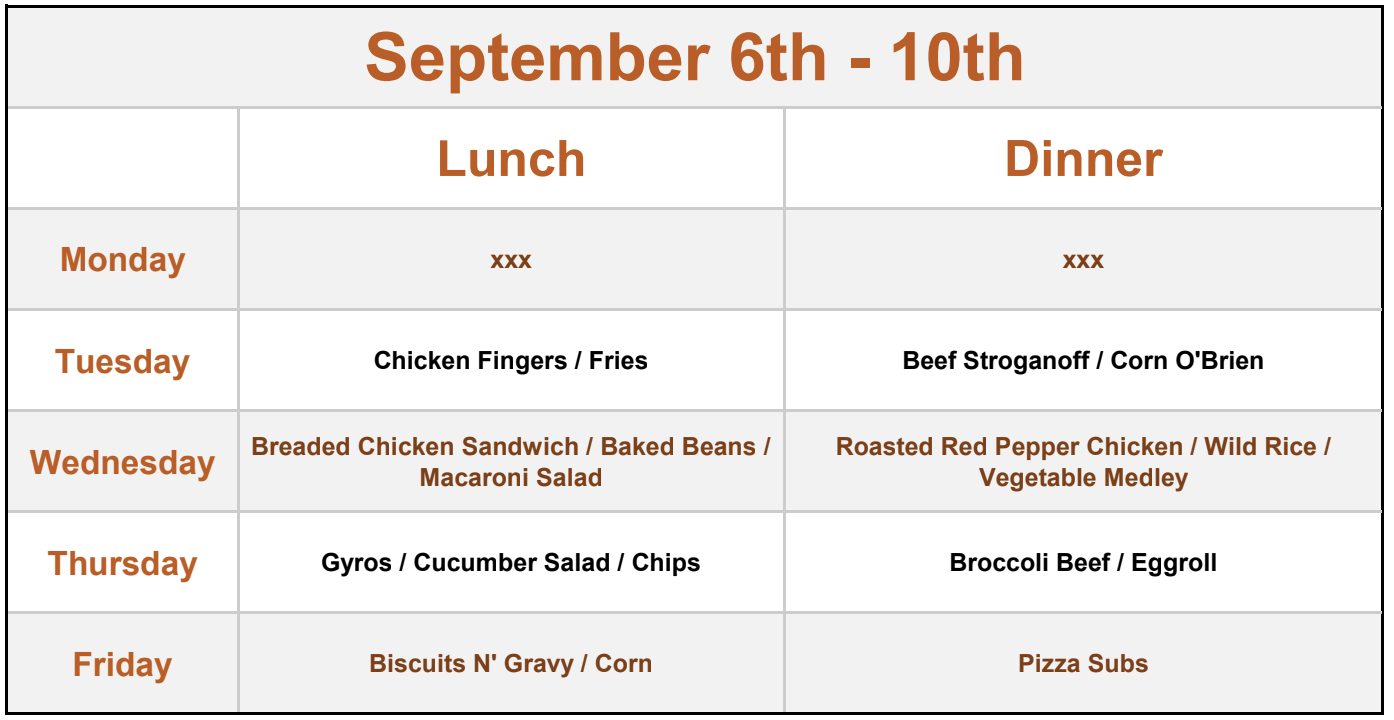 September 6th - 10th
Lunch Dinner
Monday xxx xxx
Tuesday Chicken Fingers / Fries Beef Stroganoff / Corn O'Brien
Wednesday
Breaded Chicken Sandwich / Baked Beans /
Macaroni Salad
Roasted Red Pepper Chicken / Wild Rice /
Vegetable Medley
Thursday Gyros / Cucumber Salad / Chips Broccoli Beef / Eggroll
Friday Biscuits N' Gravy / Corn Pizza Subs